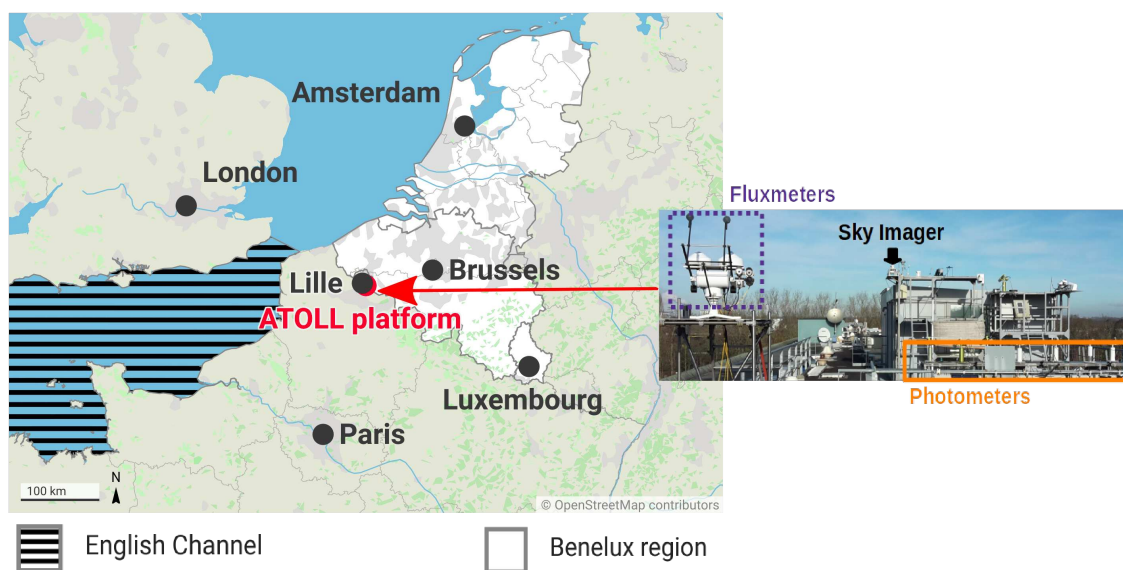 Amsterdam
London
Fluxmeters
Sky Imager
Brussels
Lille
ATOLL platform
Luxembourg
Photometers
Paris
N
100 km
© OpenStreetMap contributors
English Channel
Benelux region